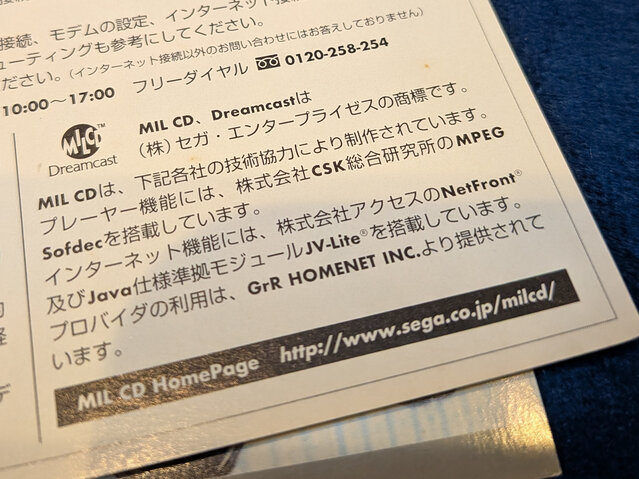 接続、モデムの設定、インターネット接
ューティングも参考にしてください。
ださい。(インターネット接続以外のお問い合わせにはお答えしておりません)
10:00〜17:00 フリーダイヤル 0120-258-254
MIL CD™
Dreamcast
MIL CD、Dreamcastは
(株)セガ・エンタープライゼスの商標です。
MIL CDは、下記各社の技術協力により制作されています。
プレーヤー機能には、株式会社CSK総合研究所のMPEG
Sofdecを搭載しています。
インターネット機能には、株式会社アクセスのNetFront®
及びJava仕様準拠モジュールJV-Lite®を搭載しています。
プロバイダの利用は、GrR HOMENET INC.より提供されて
います。
MIL CD HomePage http://www.sega.co.jp/milcd/